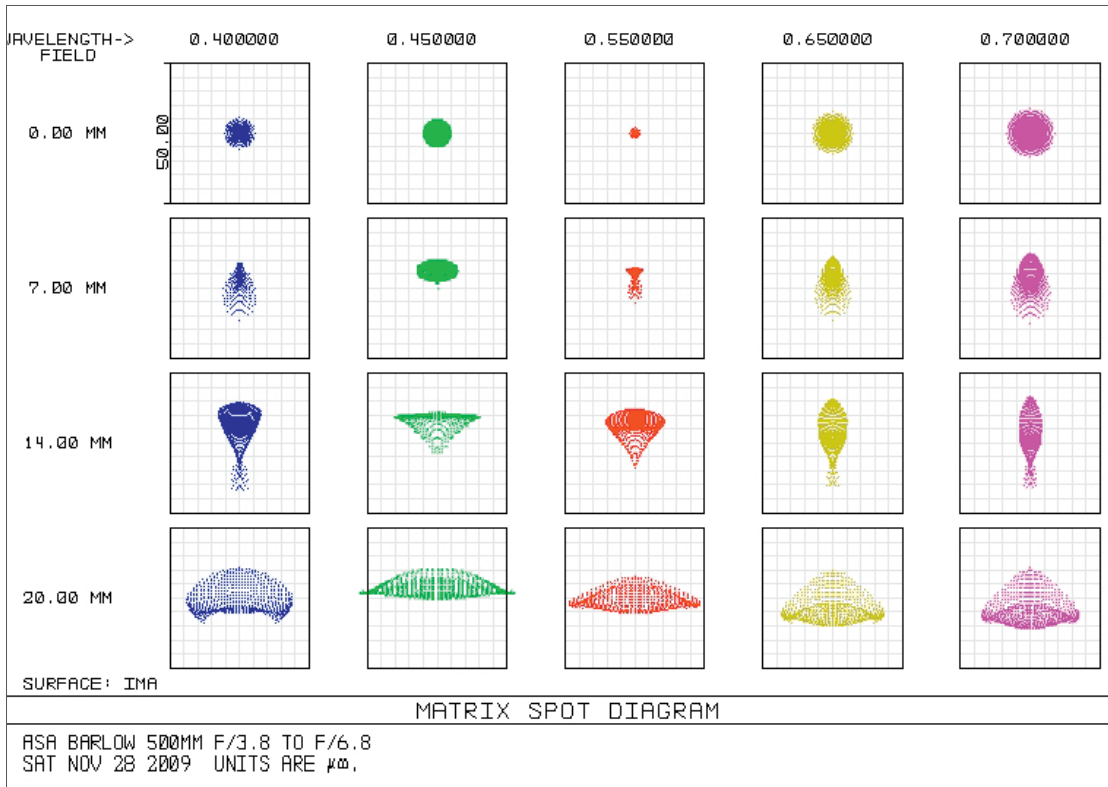 WAVELENGTH-> 0.400000 0.450000 0.550000 0.650000 0.700000
FIELD
0.00 MM
50.00
7.00 MM
14.00 MM
20.00 MM
SURFACE: IMA
MATRIX SPOT DIAGRAM
ASA BARLOW 500MM F/3.8 TO F/6.8
SAT NOV 28 2009 UNITS ARE µm.